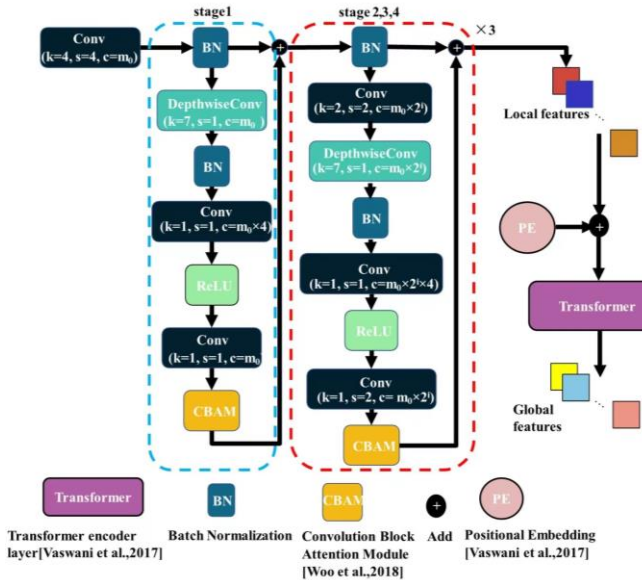 stage1
stage 2,3,4
×3
Conv
(k=4, s=4, c=m₀)
BN
DepthwiseConv
(k=7, s=1, c=m₀ )
BN
Conv
(k=1, s=1, c=m₀×4)
ReLU
Conv
(k=1, s=1, c=m₀
CBAM
BN
Conv
(k=2, s=2, c=m₀×2ⁱ)
DepthwiseConv
(k=7, s=1, c=m₀×2ⁱ)
BN
Conv
(k=1, s=1, c=m₀×2ⁱ×4)
ReLU
Conv
(k=1, s=2, c= m₀×2ⁱ)
CBAM
Local features
PE
Transformer
Global
features
Transformer
BN
CBAM
PE
Transformer encoder
layer[Vaswani et al.,2017]
Batch Normalization
Convolution Block
Attention Module
[Woo et al.,2018]
Add
Positional Embedding
[Vaswani et al.,2017]